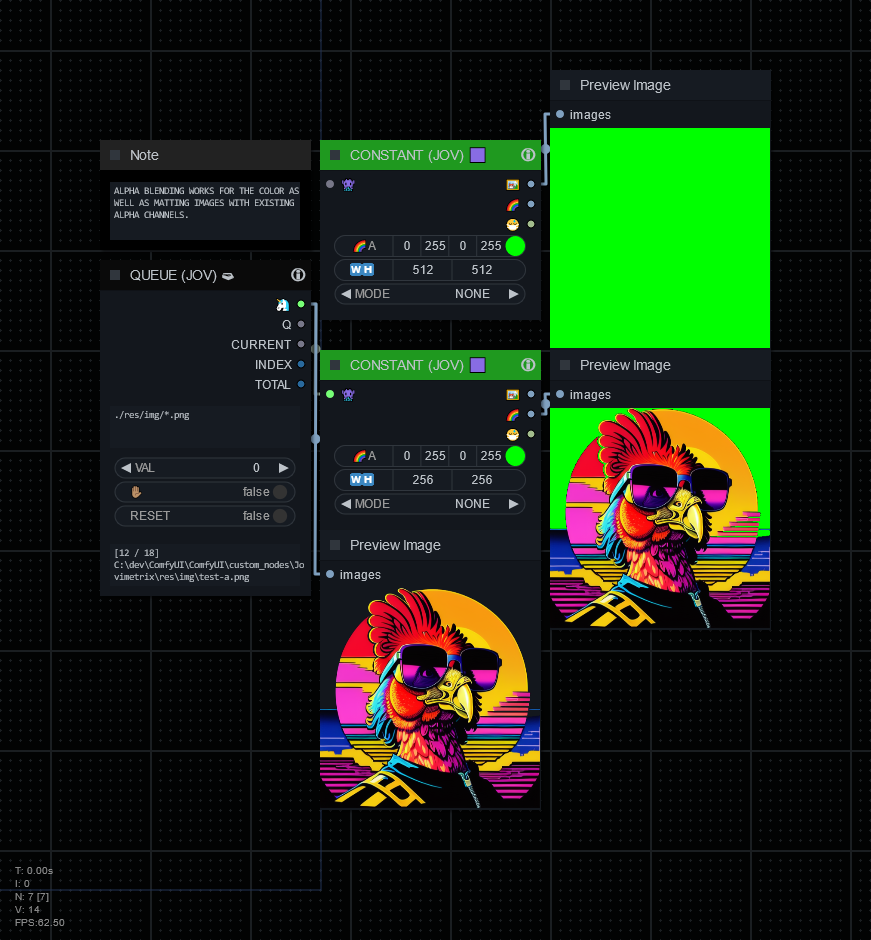 Preview Image
images
Note
ALPHA BLENDING WORKS FOR THE COLOR AS
WELL AS MATTING IMAGES WITH EXISTING
ALPHA CHANNELS.
CONSTANT (JOV)
A 0 255 0 255
WH 512 512
MODE NONE
QUEUE (JOV)
Q
CURRENT
INDEX
TOTAL
./res/img/*.png
VAL 0
false
RESET false
[12 / 18]
C:\dev\ComfyUI\ComfyUI\custom_nodes\Jo
vimetrix\res\img\test-a.png
CONSTANT (JOV)
A 0 255 0 255
WH 256 256
MODE NONE
Preview Image
images
Preview Image
images
T: 0.00s
I: 0
N: 7 [7]
V: 14
FPS:62.50